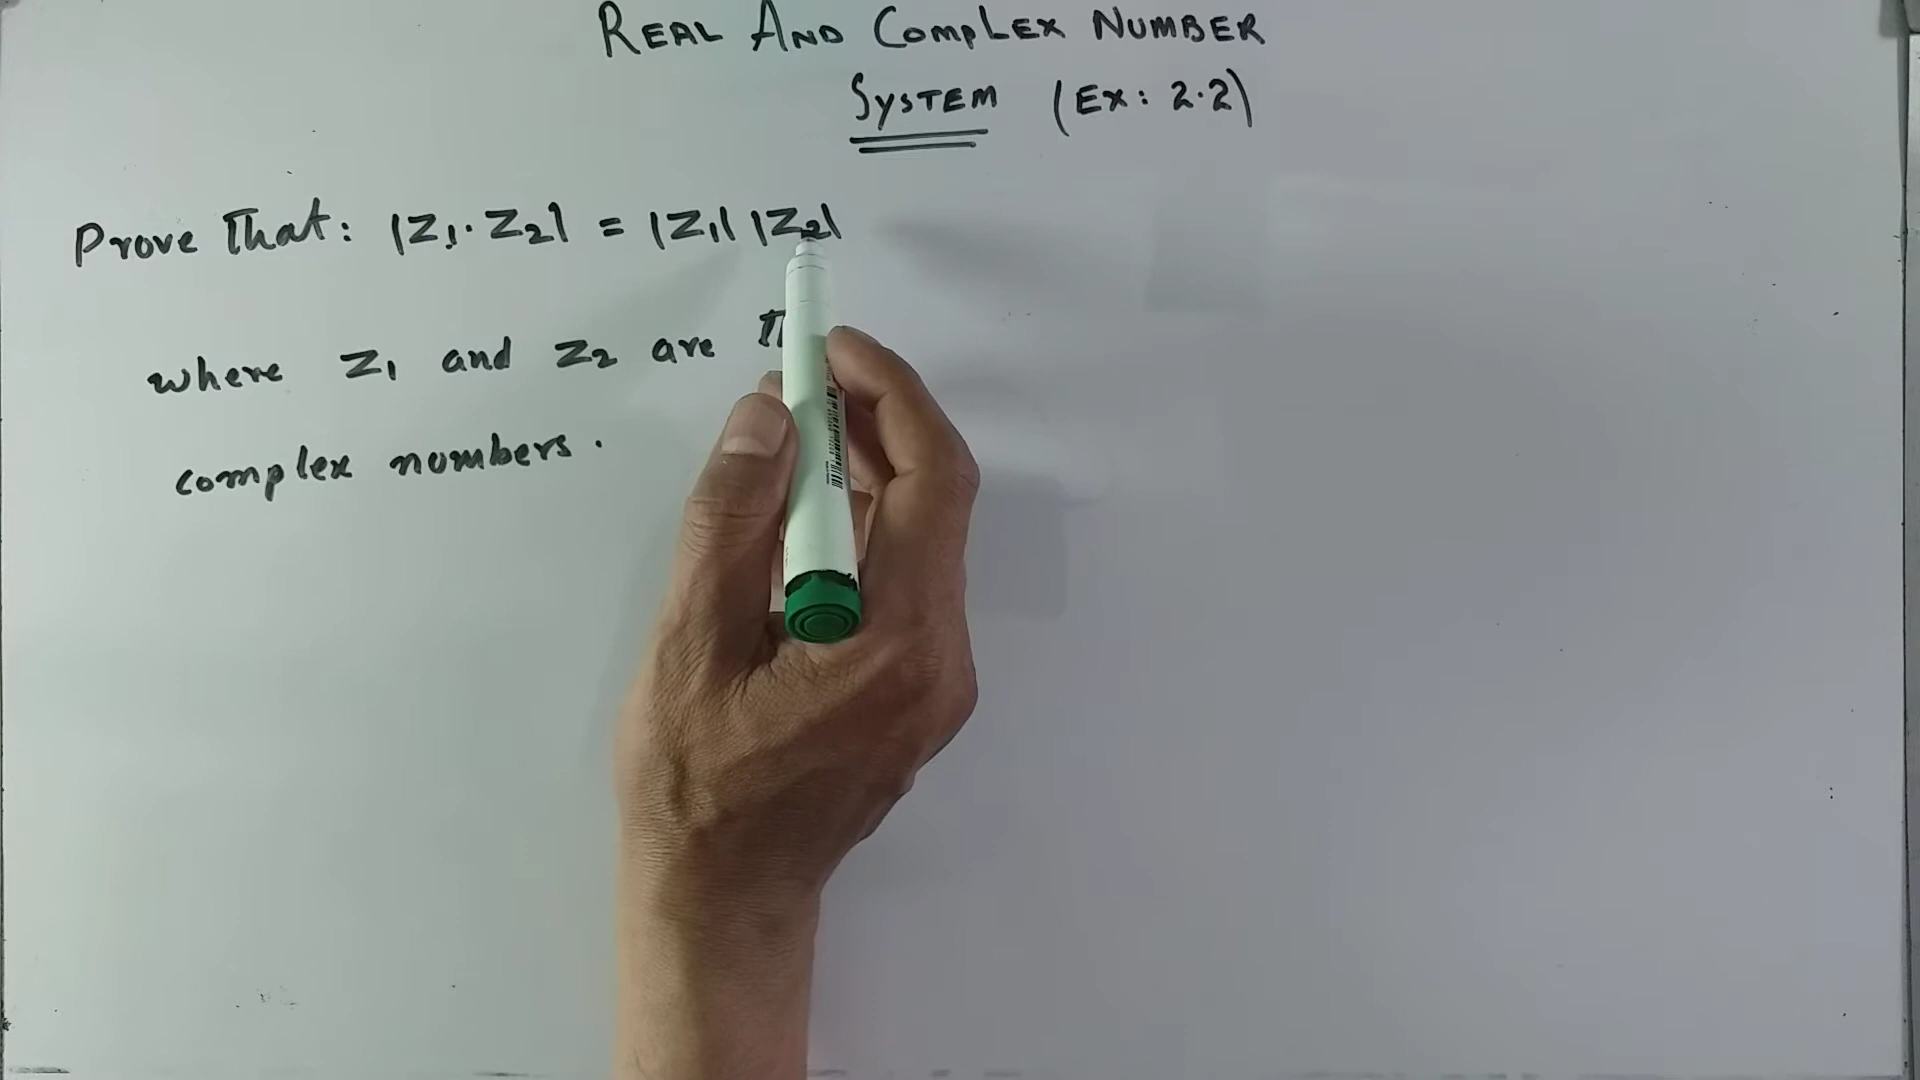 REAL AND COMPLEX NUMBER
SYSTEM (Ex: 2.2)
Prove That: |Z₁. Z₂| = |Z₁| |Z₂|
where Z₁ and Z₂ are
complex numbers.